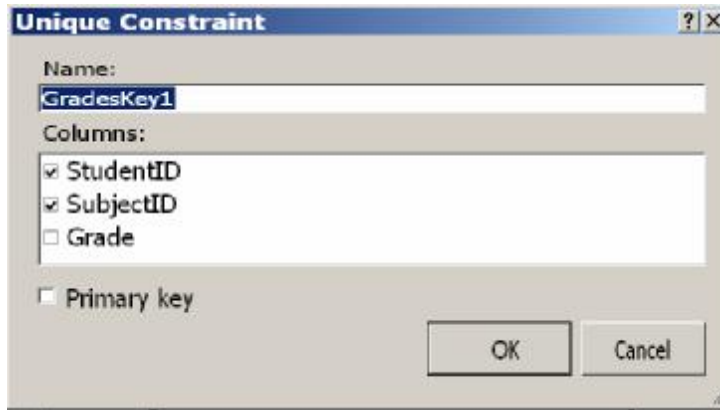 Unique Constraint
Name:
GradesKey1
Columns:
StudentID
SubjectID
Grade
Primary key
OK Cancel